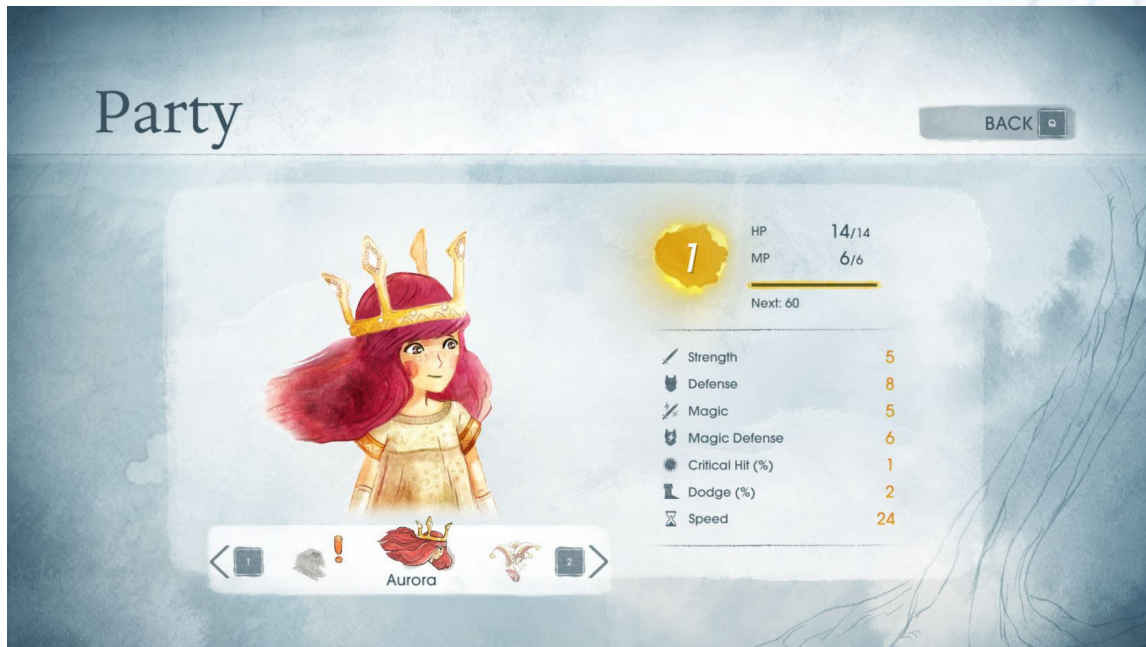 Party
BACK Q
1
HP 14/14
MP 6/6
Next: 60
Strength 5
Defense 8
Magic 5
Magic Defense 6
Critical Hit (%) 1
Dodge (%) 2
Speed 24
1 ! 2
Aurora